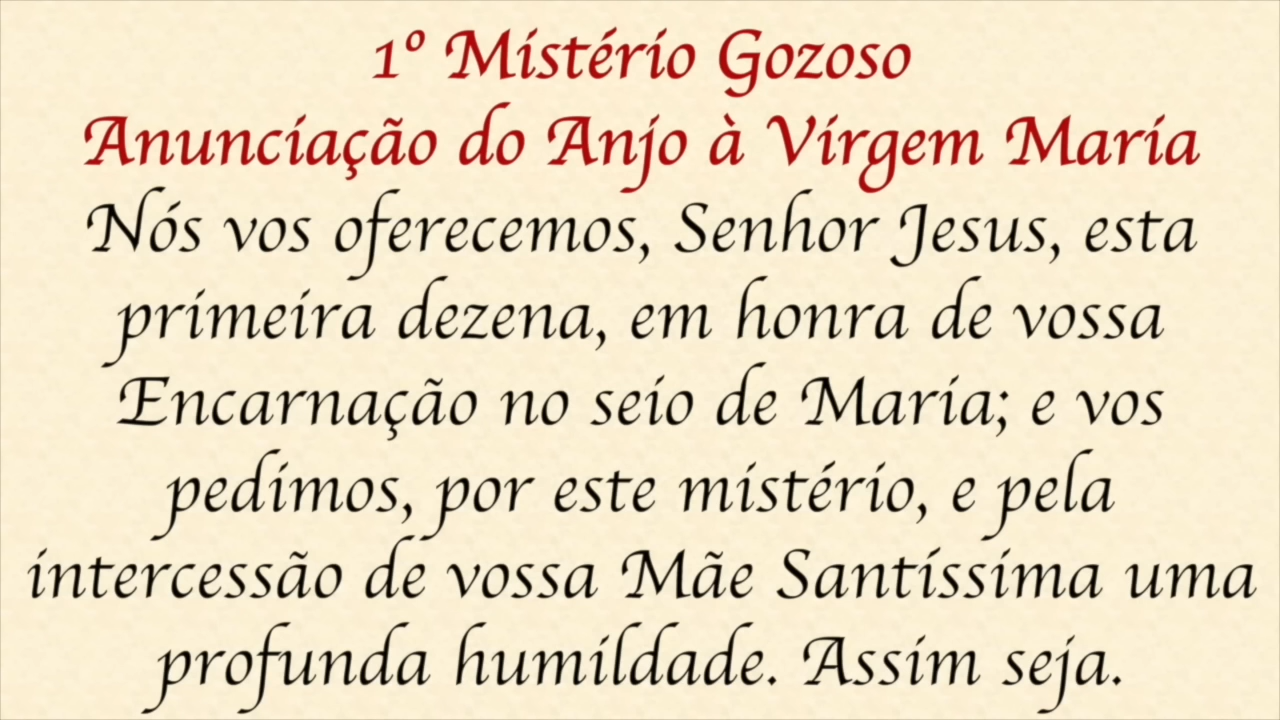 1º Mistério Gozoso
Anunciação do Anjo à Virgem Maria
Nós vos oferecemos, Senhor Jesus, esta
primeira dezena, em honra de vossa
Encarnação no seio de Maria; e vos
pedimos, por este mistério, e pela
intercessão de vossa Mãe Santíssima uma
profunda humildade. Assim seja.